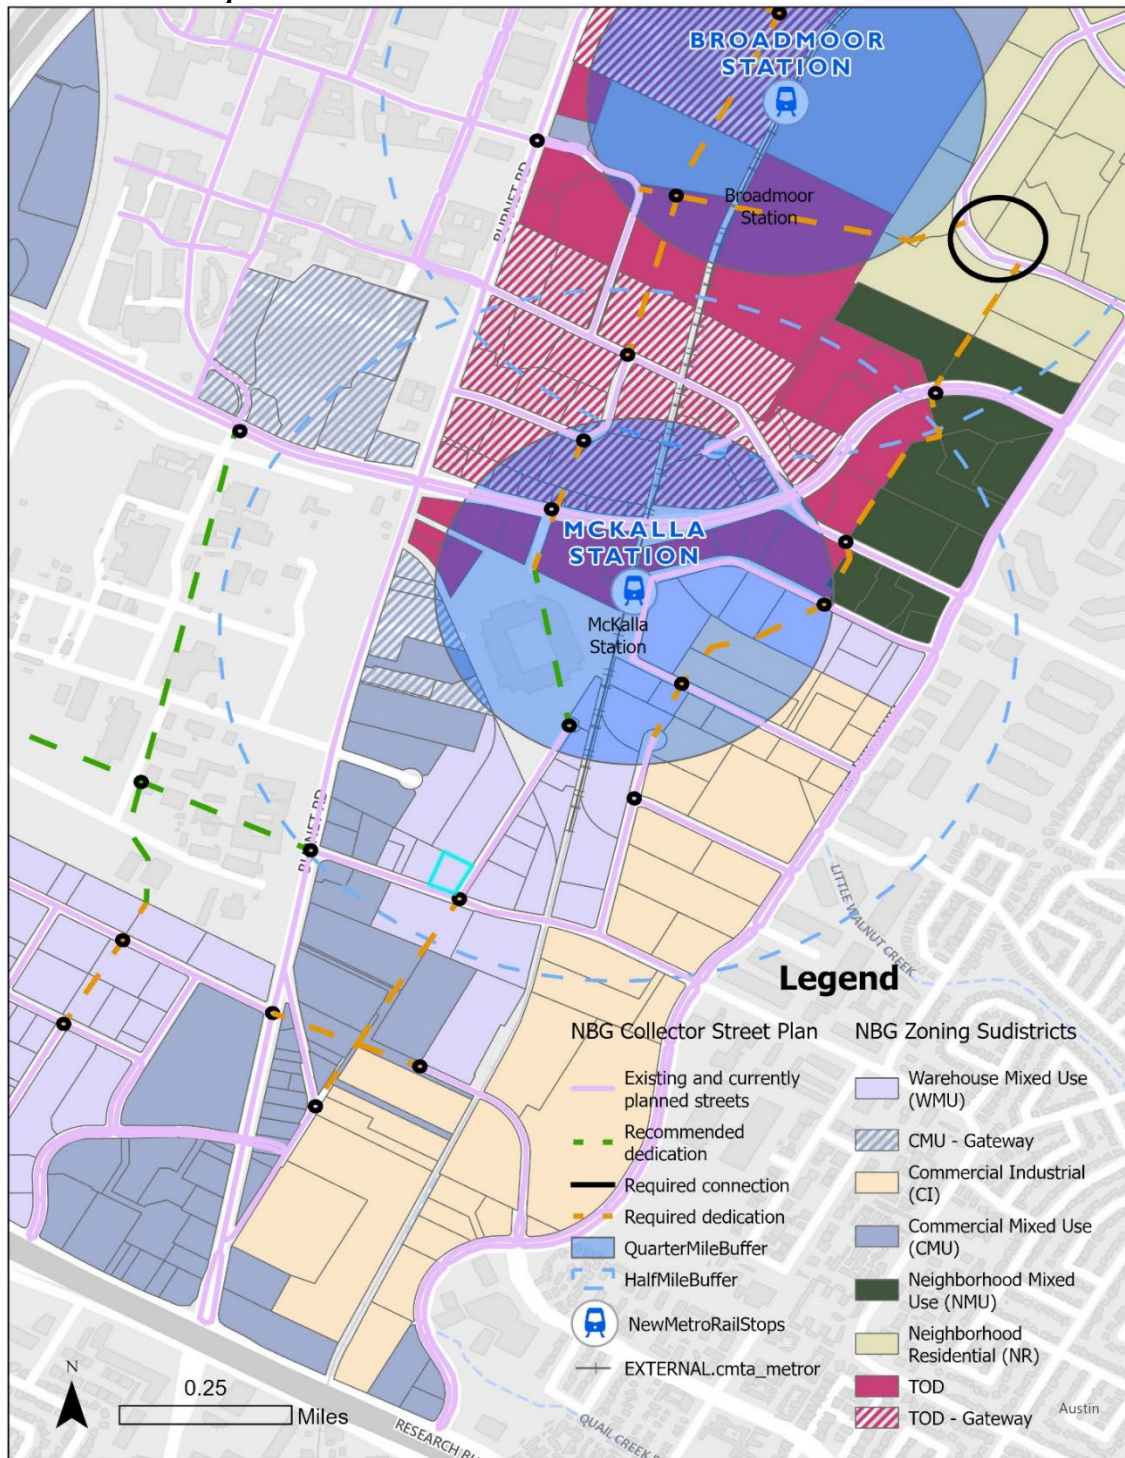 BROADMOOR
STATION
BURNET RD
Broadmoor
Station
MCKALLA
STATION
McKalla
Station
BURNET RD
LITTLE WALNUT CREEK
Legend
NBG Collector Street Plan
Existing and currently
planned streets
Recommended
dedication
Required connection
Required dedication
QuarterMileBuffer
HalfMileBuffer
NewMetroRailStops
EXTERNAL.cmta_metror
NBG Zoning Sudistricts
Warehouse Mixed Use
(WMU)
CMU - Gateway
Commercial Industrial
(CI)
Commercial Mixed Use
(CMU)
Neighborhood Mixed
Use (NMU)
Neighborhood
Residential (NR)
TOD
TOD - Gateway
Austin
N
0.25
Miles
RESEARCH
QUAIL CREEK